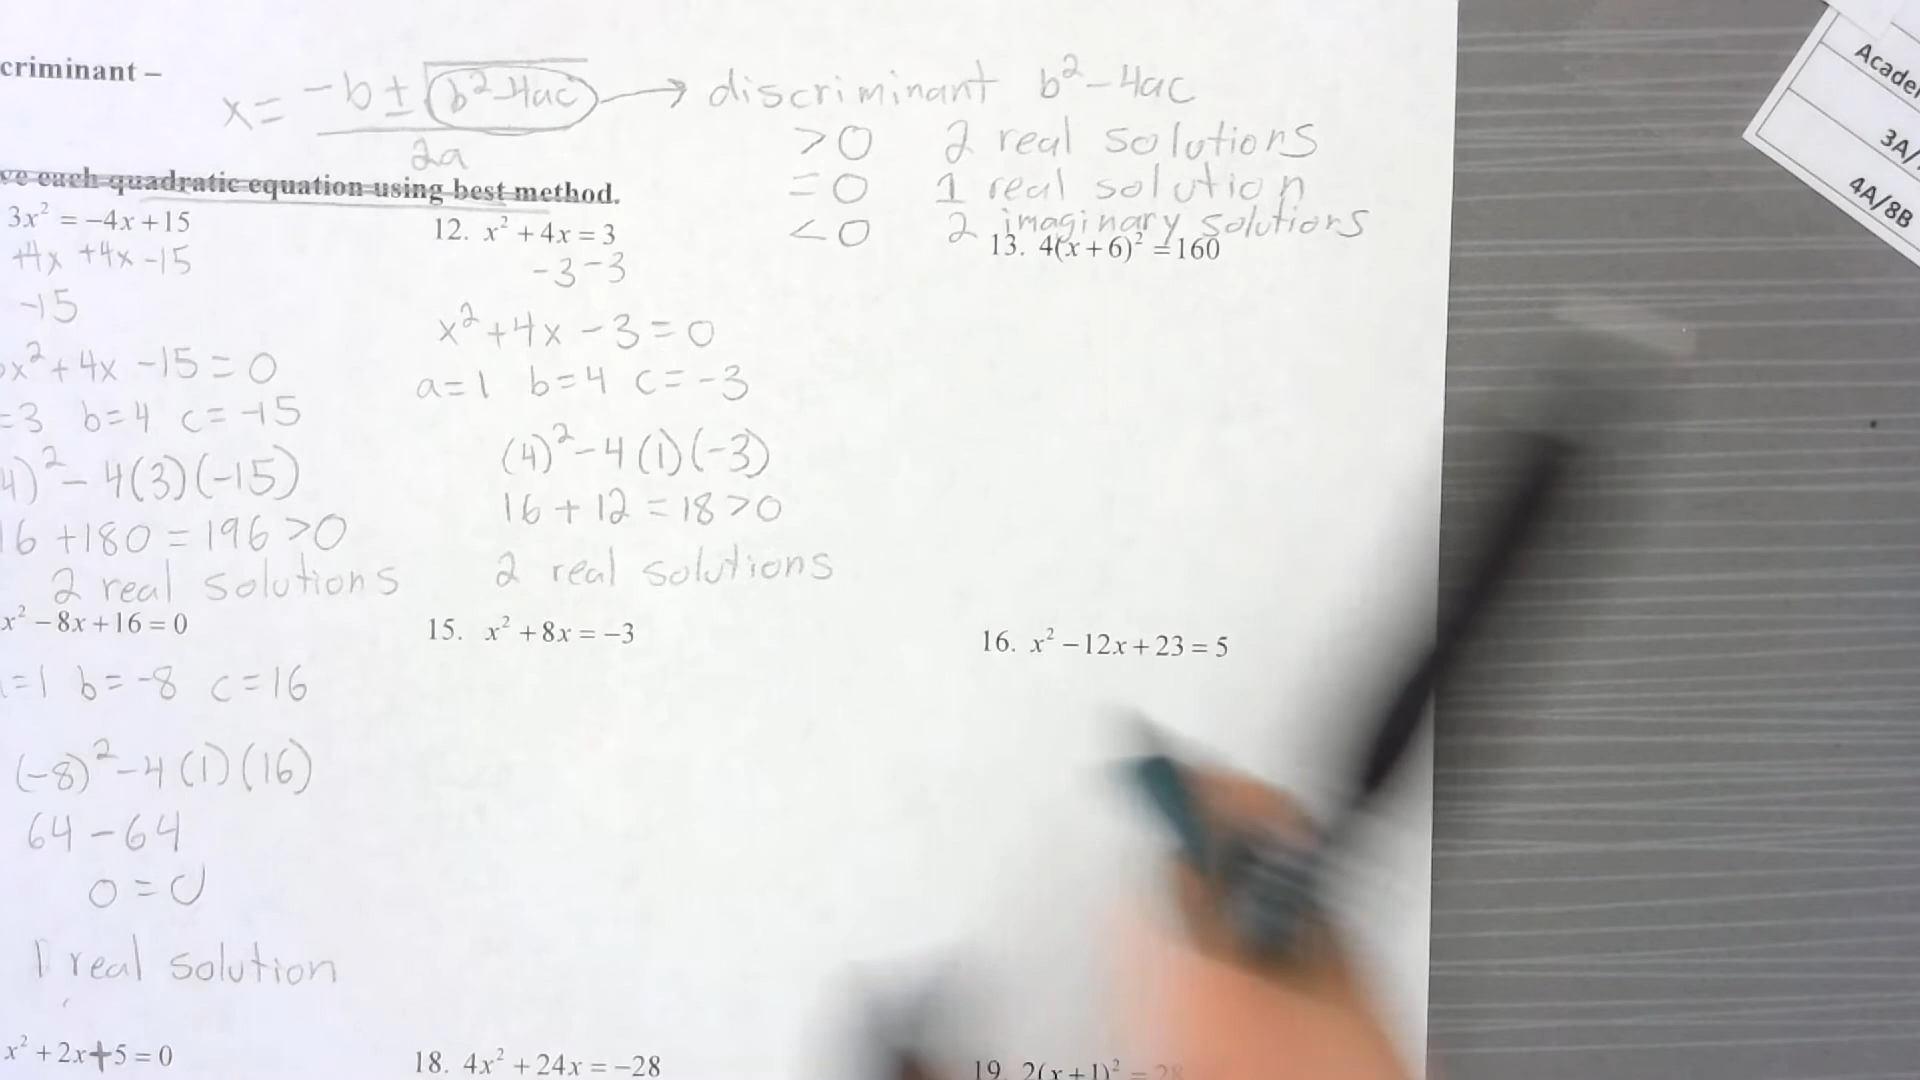 criminant –
x = -b ± √b² - 4ac → discriminant b² - 4ac
2a
> 0 2 real solutions
= 0 1 real solution
< 0 2 imaginary solutions
ve each quadratic equation using best method.
3x² = −4x + 15
+4x +4x -15
-15
x² + 4x - 15 = 0
=3 b=4 c=-15
4)² - 4(3)(-15)
16 + 180 = 196 > 0
2 real solutions
12. x² + 4x = 3
-3 -3
x² + 4x - 3 = 0
a=1 b=4 c=-3
(4)² - 4(1)(-3)
16 + 12 = 18 > 0
2 real solutions
13. 4(x + 6)² = 160
x² − 8x + 16 = 0
=1 b=-8 c=16
(-8)² - 4(1)(16)
64 - 64
0 = 0
1 real solution
15. x² + 8x = −3
16. x² − 12x + 23 = 5
x² + 2x + 5 = 0
18. 4x² + 24x = −28
19. 2(x + 1)² = 28
Acade
3A/
4A/8B